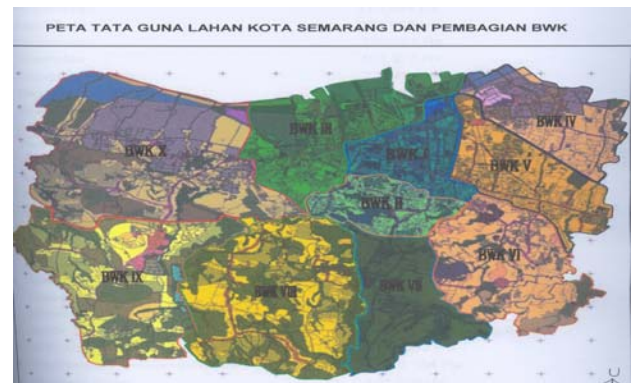 PETA TATA GUNA LAHAN KOTA SEMARANG DAN PEMBAGIAN BWK
BWK III
BWK IV
BWK X
BWK I
BWK V
BWK II
BWK VI
BWK IX
BWK VIII
BWK VII
U